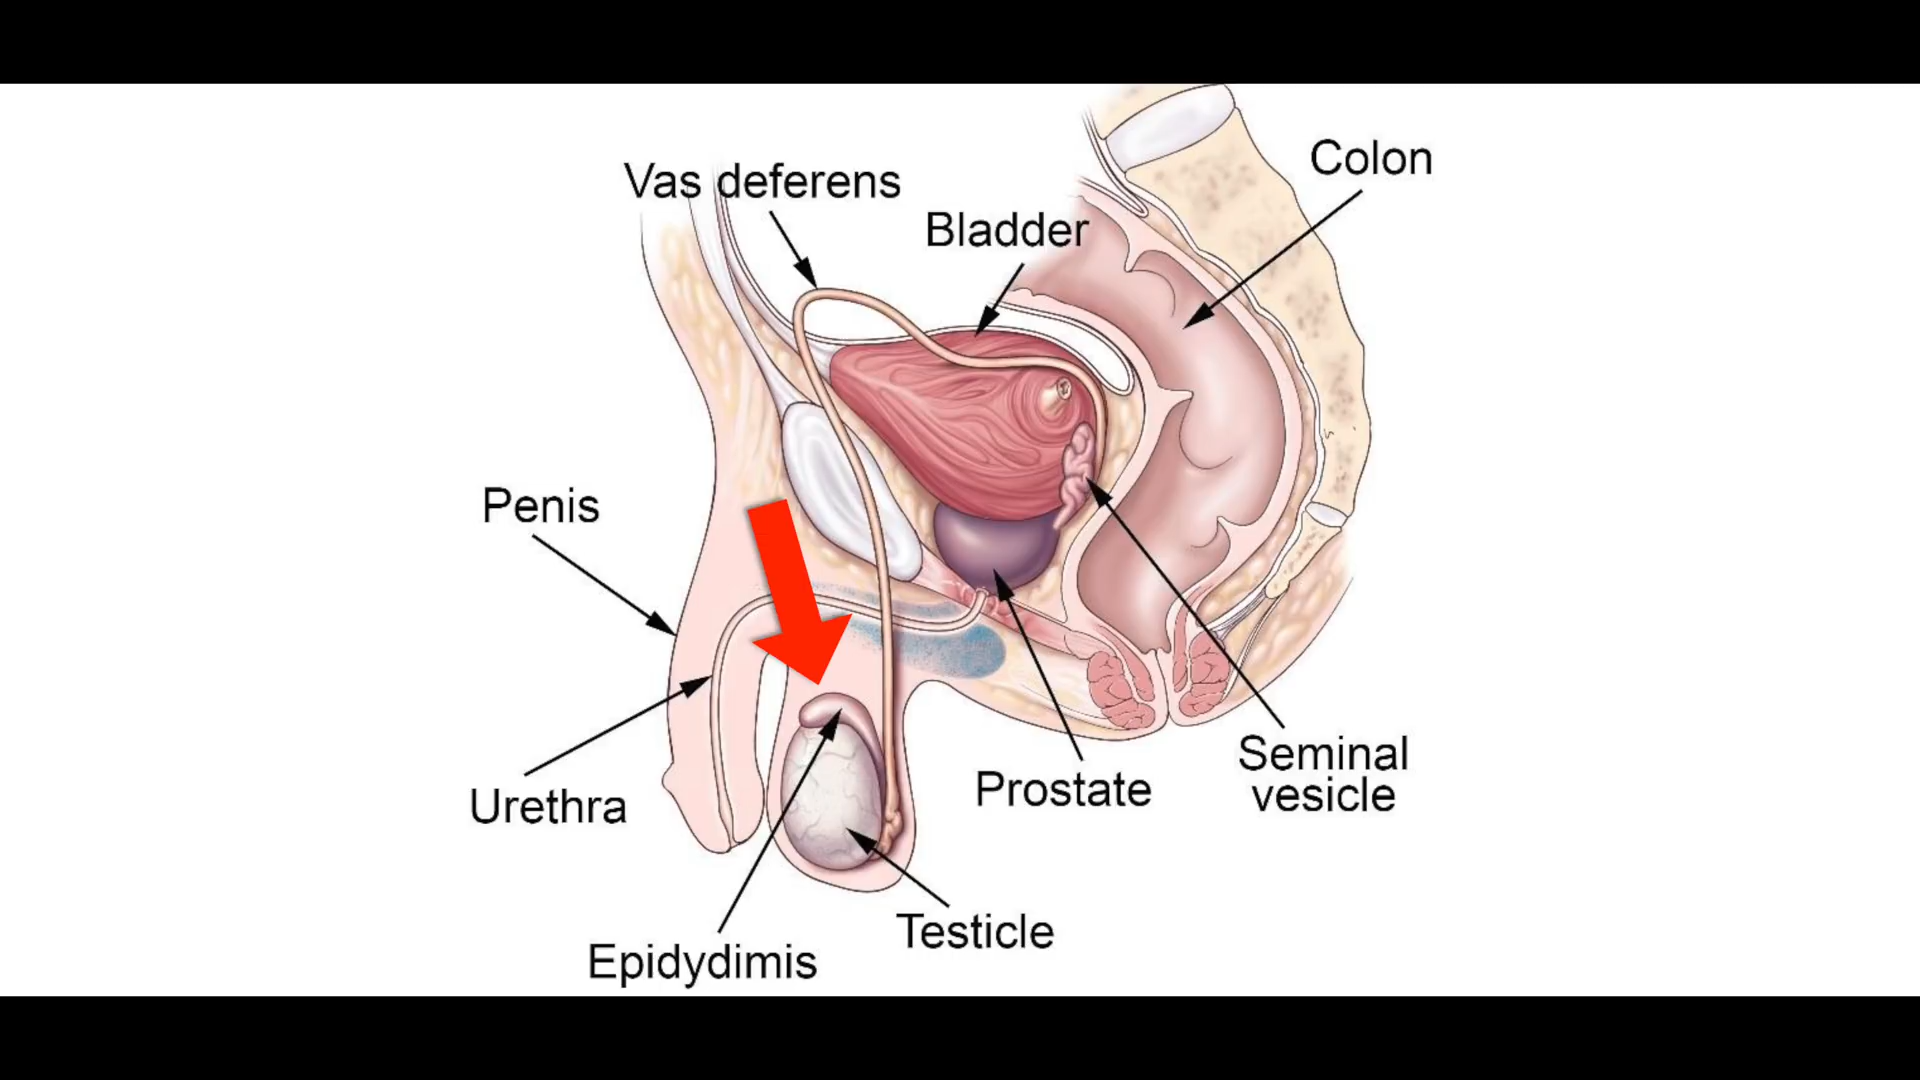 Vas deferens
Colon
Bladder
Penis
Urethra
Prostate
Seminal
vesicle
Testicle
Epidydimis